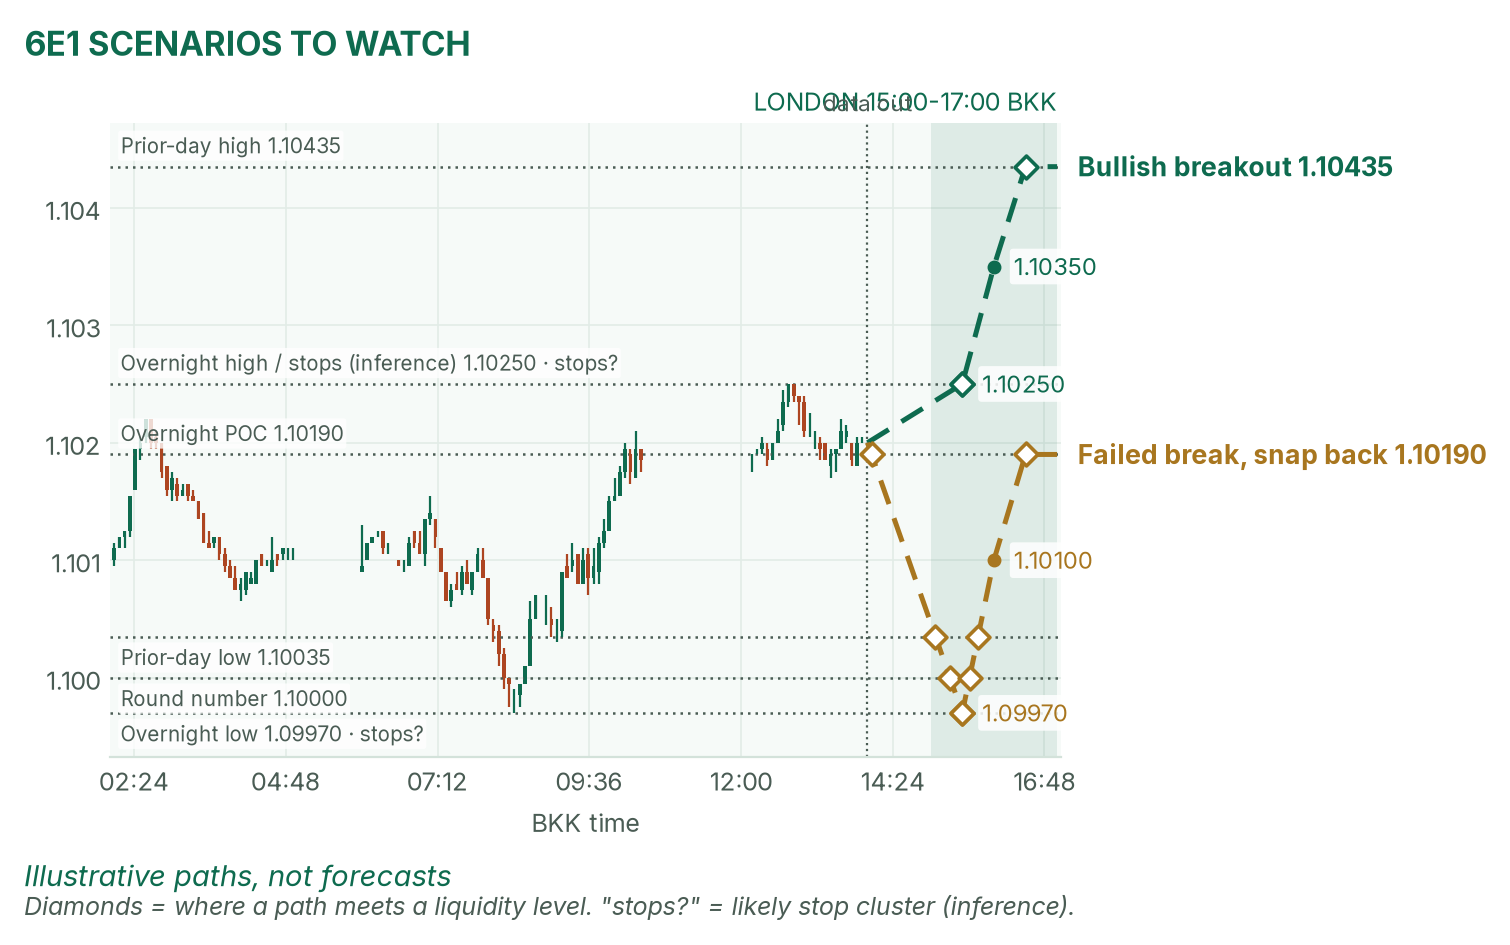 6E1 SCENARIOS TO WATCH
LONDON 15:00-17:00 BKK
data out
Prior-day high 1.10435
Bullish breakout 1.10435
1.104
1.10350
1.103
Overnight high / stops (inference) 1.10250 · stops?
1.10250
Overnight POC 1.10190
1.102
Failed break, snap back 1.10190
1.101
1.10100
Prior-day low 1.10035
1.100
Round number 1.10000
1.09970
Overnight low 1.09970 · stops?
02:24 04:48 07:12 09:36 12:00 14:24 16:48
BKK time
Illustrative paths, not forecasts
Diamonds = where a path meets a liquidity level. "stops?" = likely stop cluster (inference).